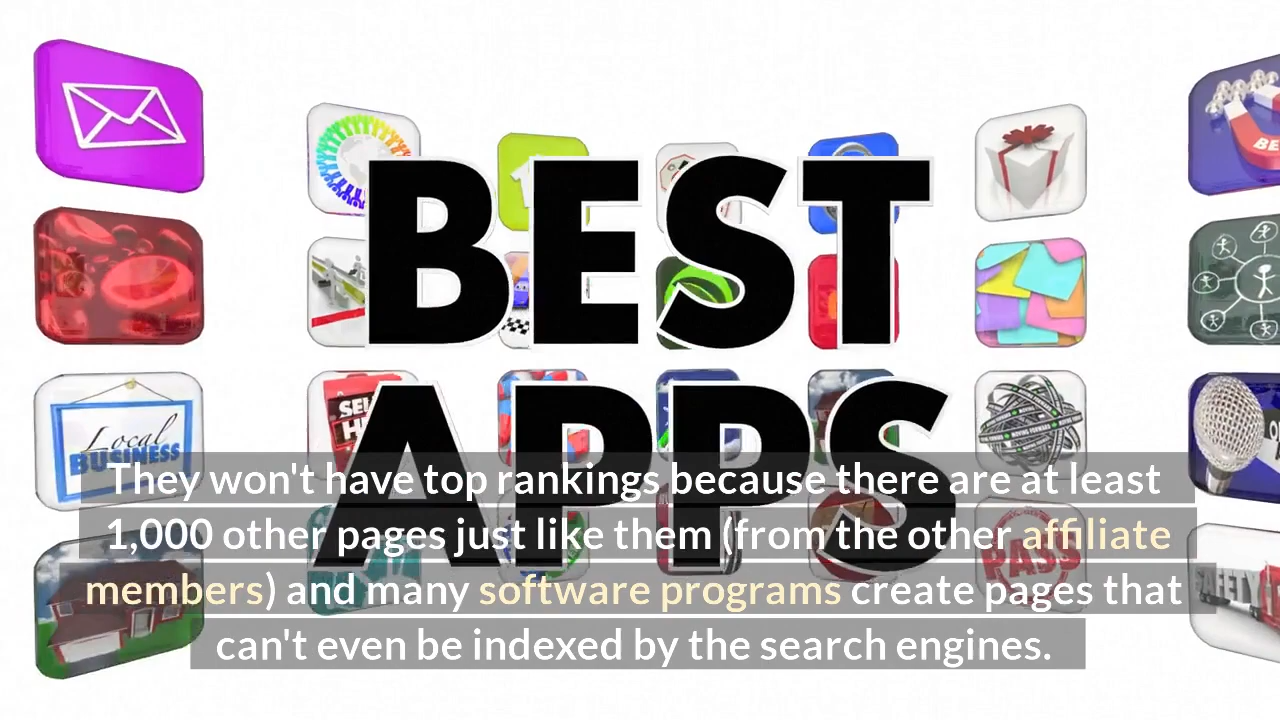 BEST
APPS
Local
BUSINESS
PASS
They won't have top rankings because there are at least
1,000 other pages just like them (from the other affiliate
members) and many software programs create pages that
can't even be indexed by the search engines.